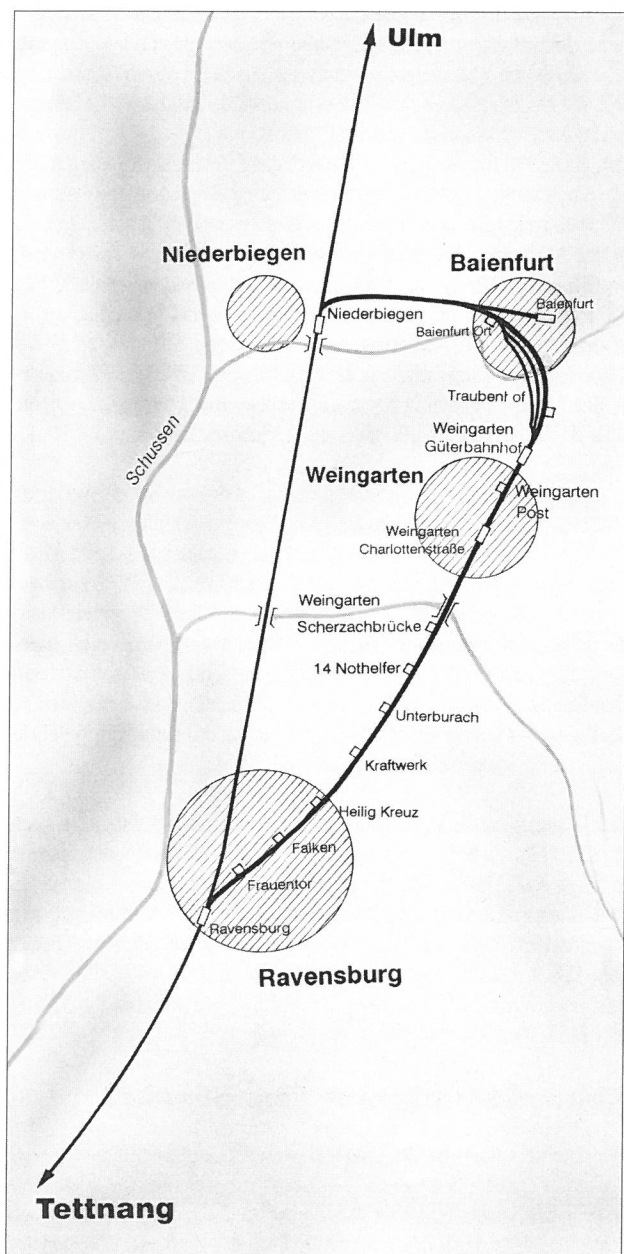 Ulm
Niederbiegen
Baienfurt
Baienfurt
Niederbiegen
Baienfurt Ort
Traubenhof
Schussen
Weingarten
Güterbahnhof
Weingarten
Weingarten
Post
Weingarten
Charlottenstraße
Weingarten
Scherzachbrücke
14 Nothelfer
Unterburach
Kraftwerk
Heilig Kreuz
Falken
Frauentor
Ravensburg
Ravensburg
Tettnang